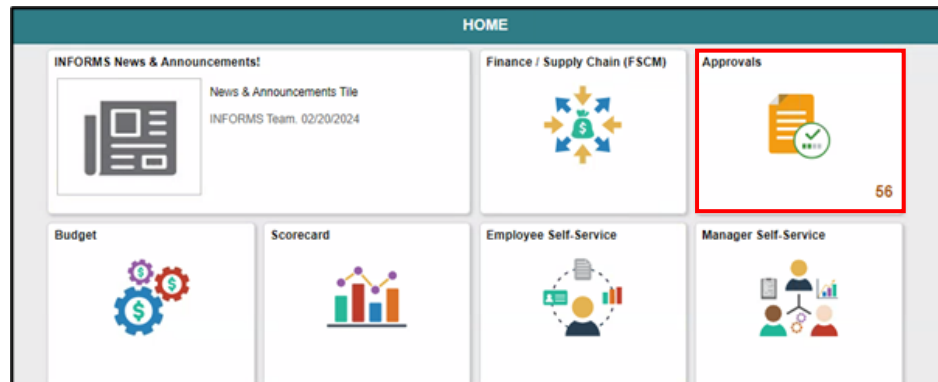 HOME
INFORMS News & Announcements!
News & Announcements Tile
INFORMS Team. 02/20/2024
Finance / Supply Chain (FSCM)
$
Approvals
56
Budget
$
$
$
Scorecard
Employee Self-Service
Manager Self-Service